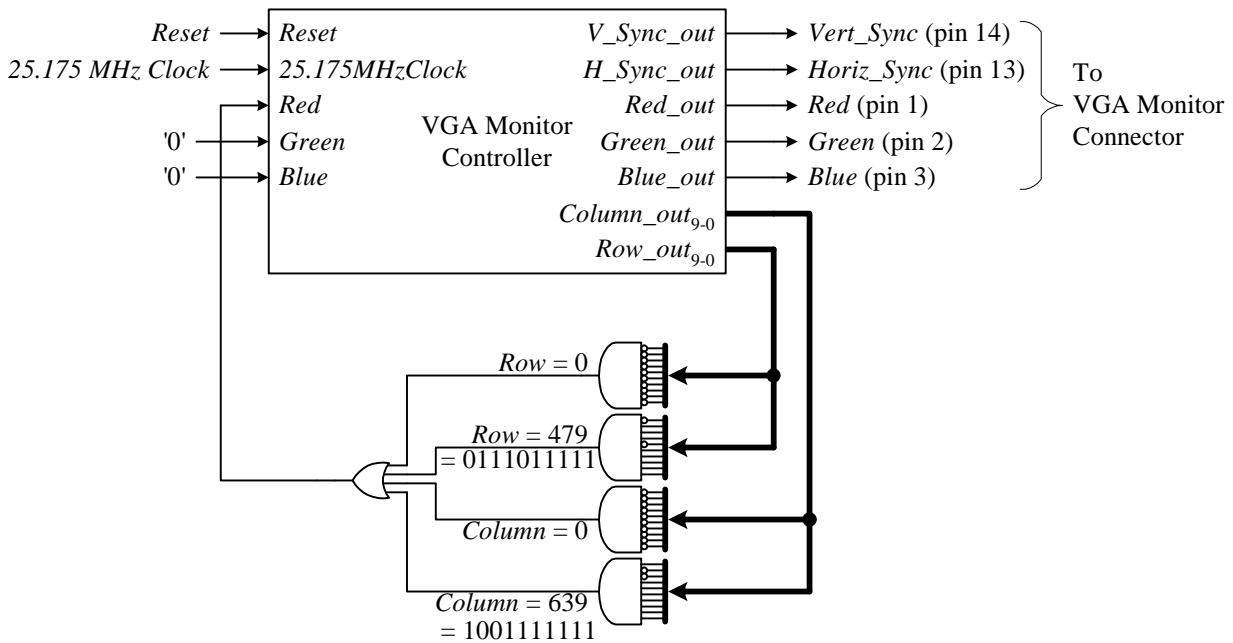 Reset
25.175 MHz Clock
'0'
'0'
Reset
25.175MHzClock
Red
Green
Blue
VGA Monitor
Controller
V_Sync_out
H_Sync_out
Red_out
Green_out
Blue_out
Column_out9-0
Row_out9-0
Vert_Sync (pin 14)
Horiz_Sync (pin 13)
Red (pin 1)
Green (pin 2)
Blue (pin 3)
To
VGA Monitor
Connector
Row = 0
Row = 479
= 0111011111
Column = 0
Column = 639
= 1001111111